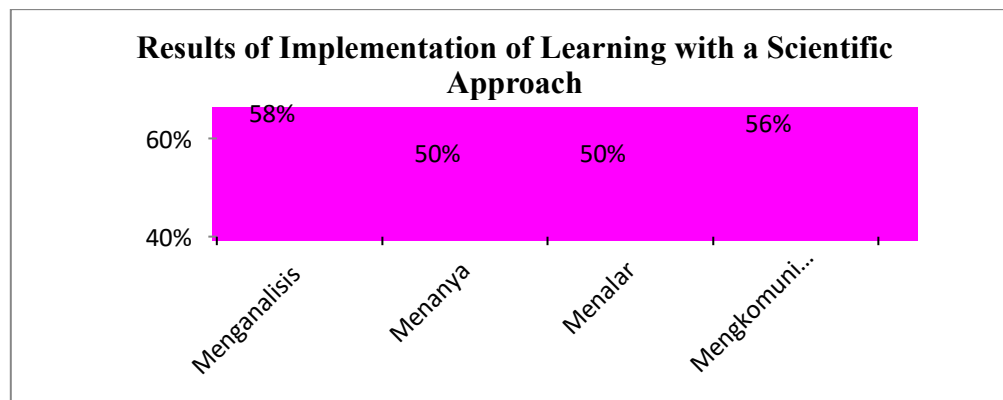 Results of Implementation of Learning with a Scientific
Approach
58%
56%
60%
50%
50%
40%
Menganalisis
Menanya
Menalar
Mengkomuni...